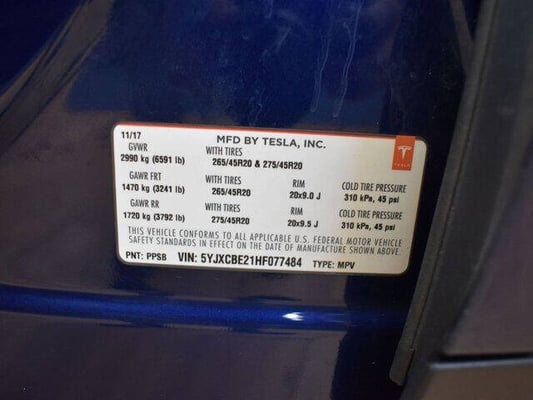 11/17 MFD BY TESLA, INC.
GVWR WITH TIRES
2990 kg (6591 lb) 265/45R20 & 275/45R20
TESLA
GAWR FRT WITH TIRES RIM COLD TIRE PRESSURE
1470 kg (3241 lb) 265/45R20 20x9.0 J 310 kPa, 45 psi
GAWR RR WITH TIRES RIM COLD TIRE PRESSURE
1720 kg (3792 lb) 275/45R20 20x9.5 J 310 kPa, 45 psi
THIS VEHICLE CONFORMS TO ALL APPLICABLE U.S. FEDERAL MOTOR VEHICLE
SAFETY STANDARDS IN EFFECT ON THE DATE OF MANUFACTURE SHOWN ABOVE.
PNT: PPSB VIN: 5YJXCBE21HF077484 TYPE: MPV